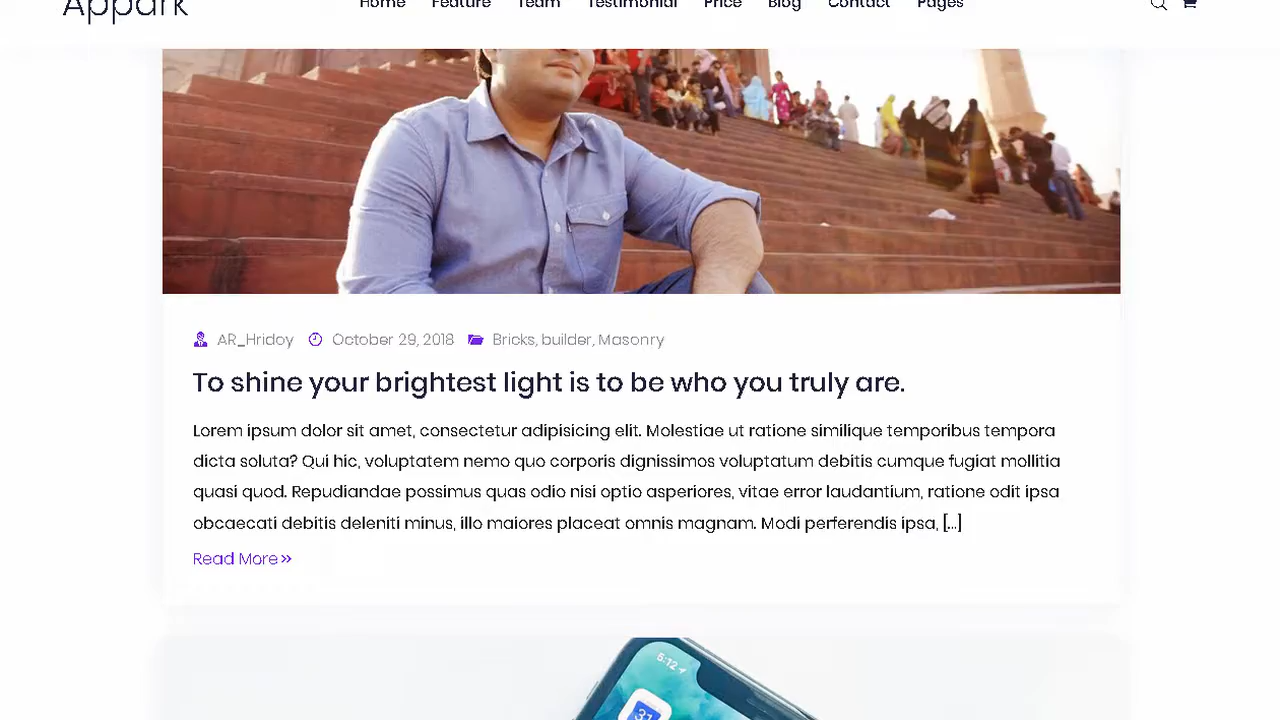 Appark
Home Feature Team Testimonial Price Blog Contact Pages
AR_Hridoy October 29, 2018 Bricks, builder, Masonry
To shine your brightest light is to be who you truly are.
Lorem ipsum dolor sit amet, consectetur adipisicing elit. Molestiae ut ratione similique temporibus tempora
dicta soluta? Qui hic, voluptatem nemo quo corporis dignissimos voluptatum debitis cumque fugiat mollitia
quasi quod. Repudiandae possimus quas odio nisi optio asperiores, vitae error laudantium, ratione odit ipsa
obcaecati debitis deleniti minus, illo maiores placeat omnis magnam. Modi perferendis ipsa, [...]
Read More»
6:12
31